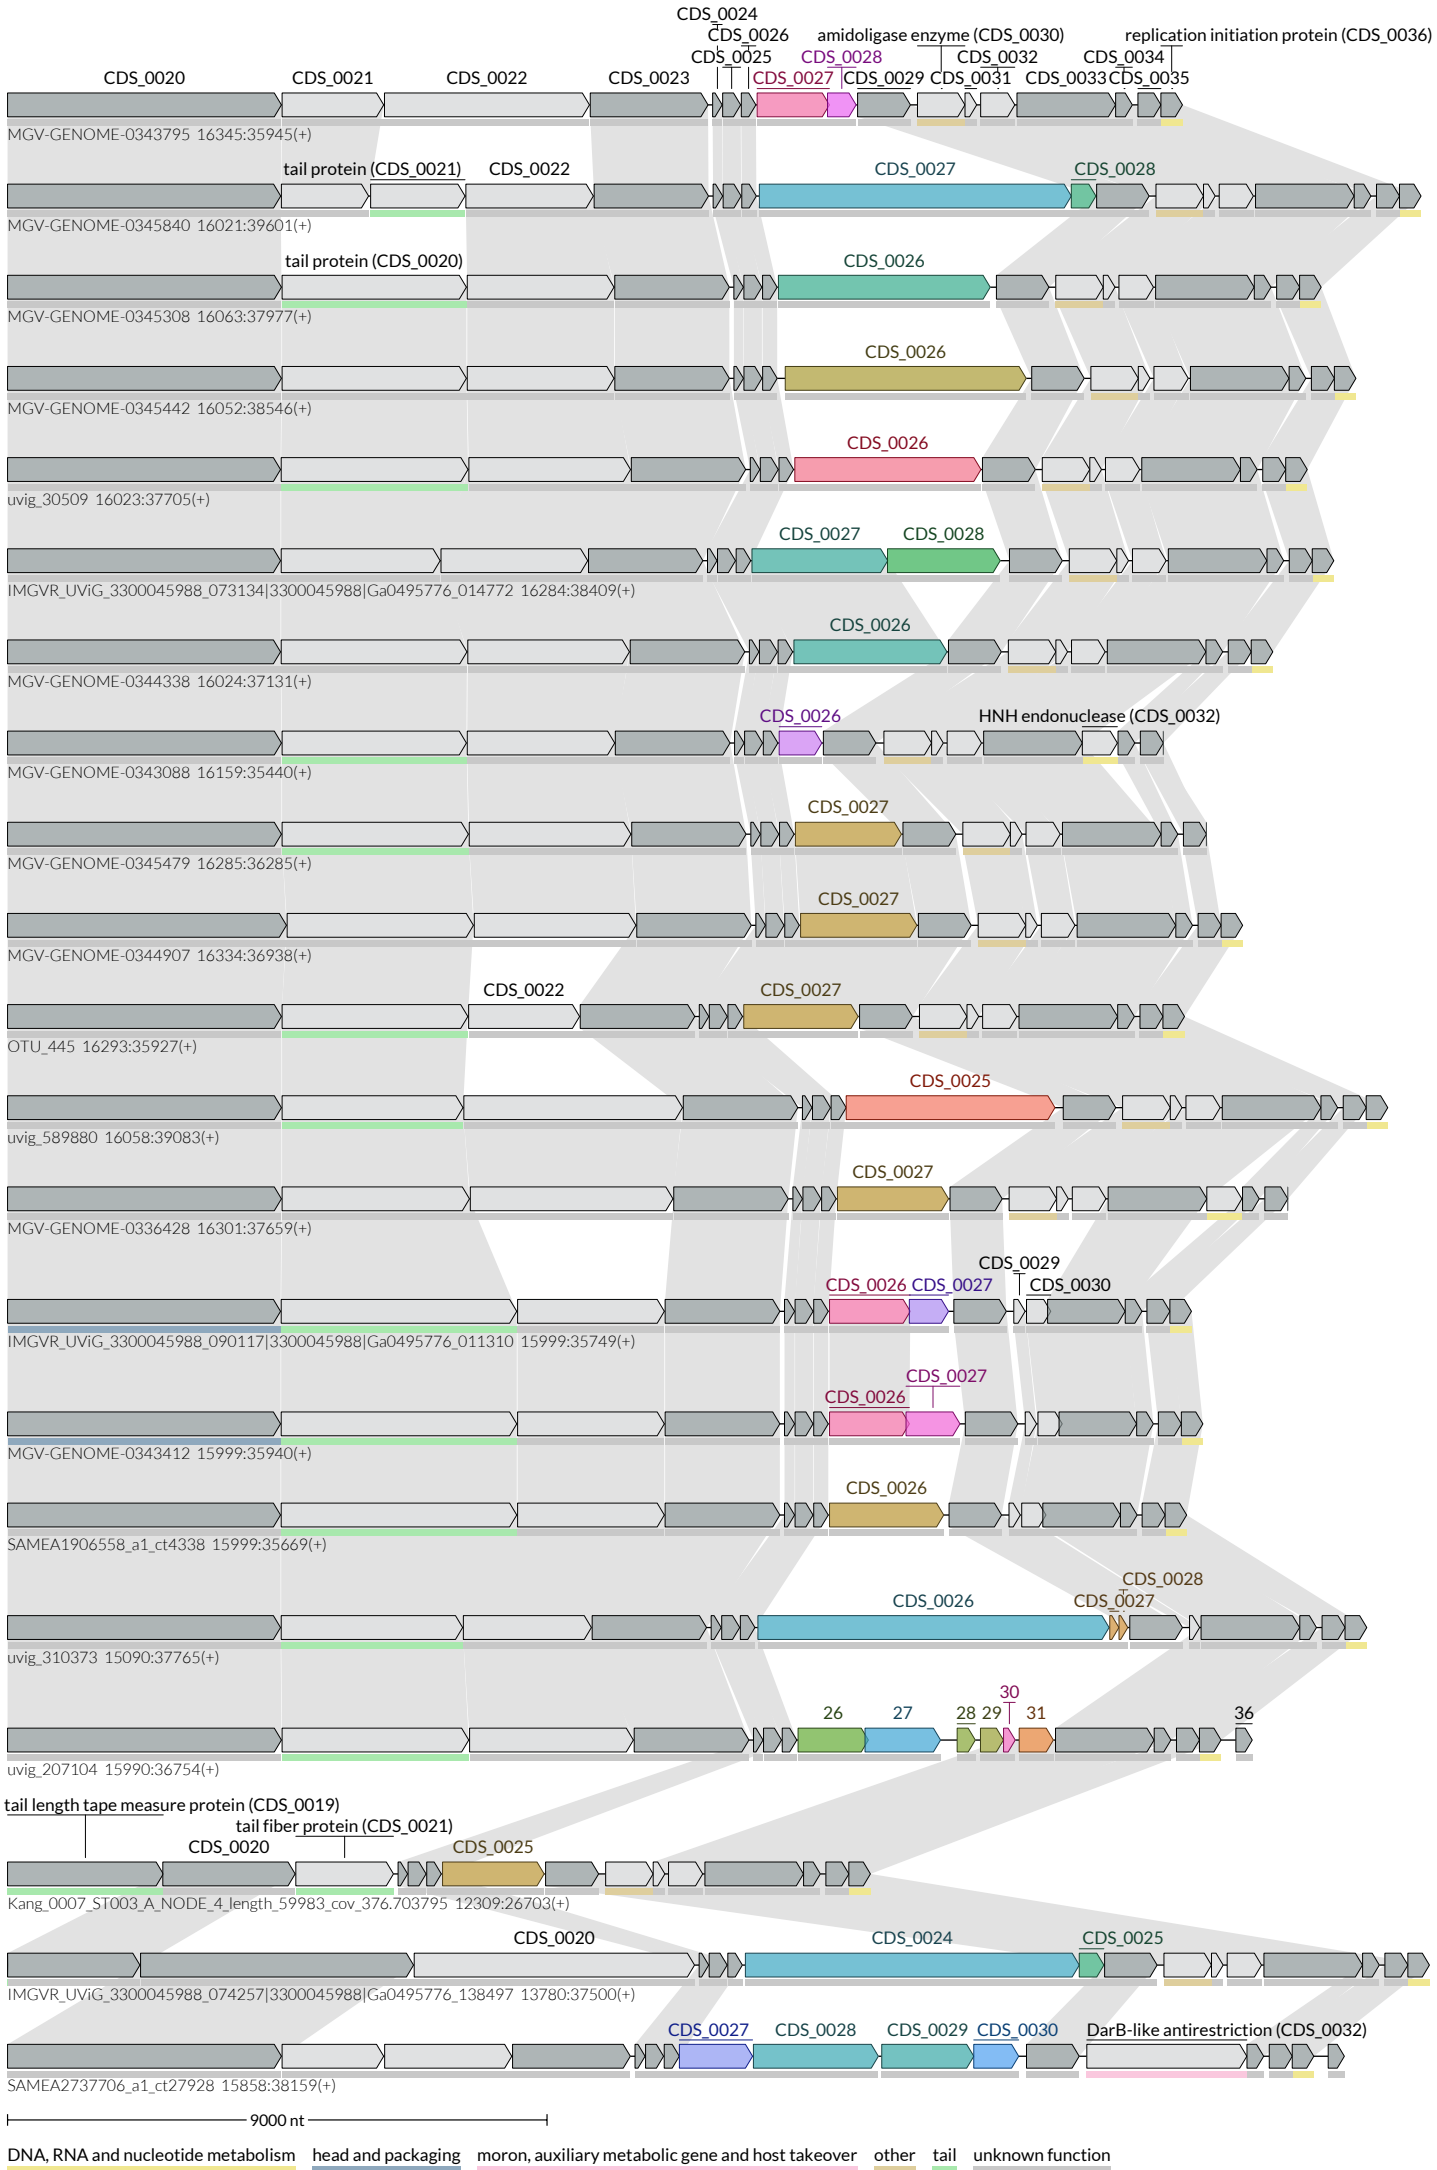 CDS_0024
CDS_0026
amidoligase enzyme (CDS_0030)
replication initiation protein (CDS_0036)
CDS_0025
CDS_0028
CDS_0032
CDS_0034
CDS_0020
CDS_0021
CDS_0022
CDS_0023
CDS_0027
CDS_0029
CDS_0031
CDS_0033
CDS_0035
MGV-GENOME-0343795 16345:35945(+)
tail protein (CDS_0021)
CDS_0022
CDS_0027
CDS_0028
MGV-GENOME-0345840 16021:39601(+)
tail protein (CDS_0020)
CDS_0026
MGV-GENOME-0345308 16063:37977(+)
CDS_0026
MGV-GENOME-0345442 16052:38546(+)
CDS_0026
uvig_30509 16023:37705(+)
CDS_0027
CDS_0028
IMGVR_UViG_3300045988_073134|3300045988|Ga0495776_014772 16284:38409(+)
CDS_0026
MGV-GENOME-0344338 16024:37131(+)
CDS_0026
HNH endonuclease (CDS_0032)
MGV-GENOME-0343088 16159:35440(+)
CDS_0027
MGV-GENOME-0345479 16285:36285(+)
CDS_0027
MGV-GENOME-0344907 16334:36938(+)
CDS_0022
CDS_0027
OTU_445 16293:35927(+)
CDS_0025
uvig_589880 16058:39083(+)
CDS_0027
MGV-GENOME-0336428 16301:37659(+)
CDS_0029
CDS_0026
CDS_0027
CDS_0030
IMGVR_UViG_3300045988_090117|3300045988|Ga0495776_011310 15999:35749(+)
CDS_0027
CDS_0026
MGV-GENOME-0343412 15999:35940(+)
CDS_0026
SAMEA1906558_a1_ct4338 15999:35669(+)
CDS_0028
CDS_0026
CDS_0027
uvig_310373 15090:37765(+)
30
26
27
28
29
31
36
uvig_207104 15990:36754(+)
tail length tape measure protein (CDS_0019)
tail fiber protein (CDS_0021)
CDS_0020
CDS_0025
Kang_0007_ST003_A_NODE_4_length_59983_cov_376.703795 12309:26703(+)
CDS_0020
CDS_0024
CDS_0025
IMGVR_UViG_3300045988_074257|3300045988|Ga0495776_138497 13780:37500(+)
CDS_0027
CDS_0028
CDS_0029
CDS_0030
DarB-like antirestriction (CDS_0032)
SAMEA2737706_a1_ct27928 15858:38159(+)
9000 nt
DNA, RNA and nucleotide metabolism
head and packaging
moron, auxiliary metabolic gene and host takeover
other
tail
unknown function